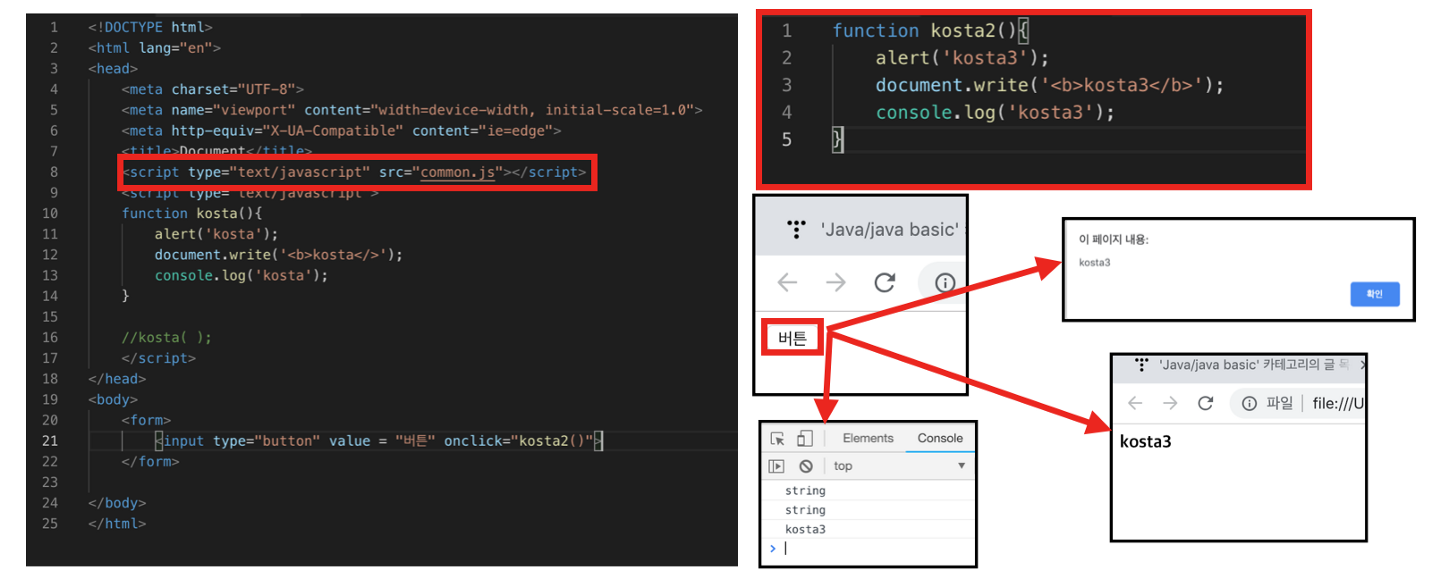 1 <!DOCTYPE html>
2 <html lang="en">
3 <head>
4 <meta charset="UTF-8">
5 <meta name="viewport" content="width=device-width, initial-scale=1.0">
6 <meta http-equiv="X-UA-Compatible" content="ie=edge">
7 <title>Document</title>
8 <script type="text/javascript" src="common.js"></script>
9 <script type="text/javascript">
10 function kosta(){
11 alert('kosta');
12 document.write('<b>kosta</>');
13 console.log('kosta');
14 }
15
16 //kosta( );
17 </script>
18 </head>
19 <body>
20 <form>
21 <input type="button" value = "버튼" onclick="kosta2()">
22 </form>
23
24 </body>
25 </html>
1 function kosta2(){
2 alert('kosta3');
3 document.write('<b>kosta3</b>');
4 console.log('kosta3');
5 }
'Java/java basic'
버튼
이 페이지 내용:
kosta3
확인
Elements Console
top
string
string
kosta3
'Java/java basic' 카테고리의 글 목
파일 file:///U
kosta3